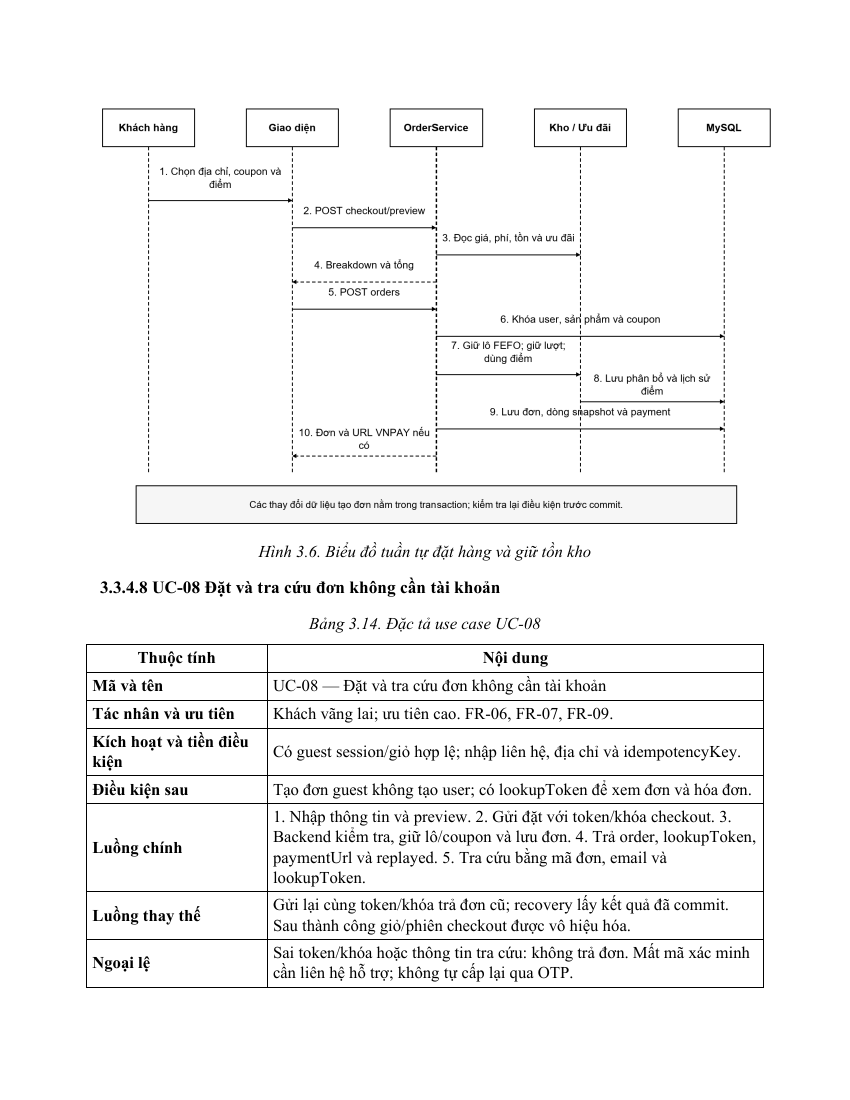 Khách hàng
Giao diện
OrderService
Kho / Ưu đãi
MySQL
1. Chọn địa chỉ, coupon và
điểm
2. POST checkout/preview
3. Đọc giá, phí, tồn và ưu đãi
4. Breakdown và tổng
5. POST orders
6. Khóa user, sản phẩm và coupon
7. Giữ lô FEFO; giữ lượt;
dùng điểm
8. Lưu phân bổ và lịch sử
điểm
9. Lưu đơn, dòng snapshot và payment
10. Đơn và URL VNPAY nếu
có
Các thay đổi dữ liệu tạo đơn nằm trong transaction; kiểm tra lại điều kiện trước commit.
Hình 3.6. Biểu đồ tuần tự đặt hàng và giữ tồn kho
3.3.4.8 UC-08 Đặt và tra cứu đơn không cần tài khoản
Bảng 3.14. Đặc tả use case UC-08
Thuộc tính
Nội dung
Mã và tên
UC-08 — Đặt và tra cứu đơn không cần tài khoản
Tác nhân và ưu tiên
Khách vãng lai; ưu tiên cao. FR-06, FR-07, FR-09.
Kích hoạt và tiền điều
kiện
Có guest session/giỏ hợp lệ; nhập liên hệ, địa chỉ và idempotencyKey.
Điều kiện sau
Tạo đơn guest không tạo user; có lookupToken để xem đơn và hóa đơn.
Luồng chính
1. Nhập thông tin và preview. 2. Gửi đặt với token/khóa checkout. 3.
Backend kiểm tra, giữ lô/coupon và lưu đơn. 4. Trả order, lookupToken,
paymentUrl và replayed. 5. Tra cứu bằng mã đơn, email và
lookupToken.
Luồng thay thế
Gửi lại cùng token/khóa trả đơn cũ; recovery lấy kết quả đã commit.
Sau thành công giỏ/phiên checkout được vô hiệu hóa.
Ngoại lệ
Sai token/khóa hoặc thông tin tra cứu: không trả đơn. Mất mã xác minh
cần liên hệ hỗ trợ; không tự cấp lại qua OTP.